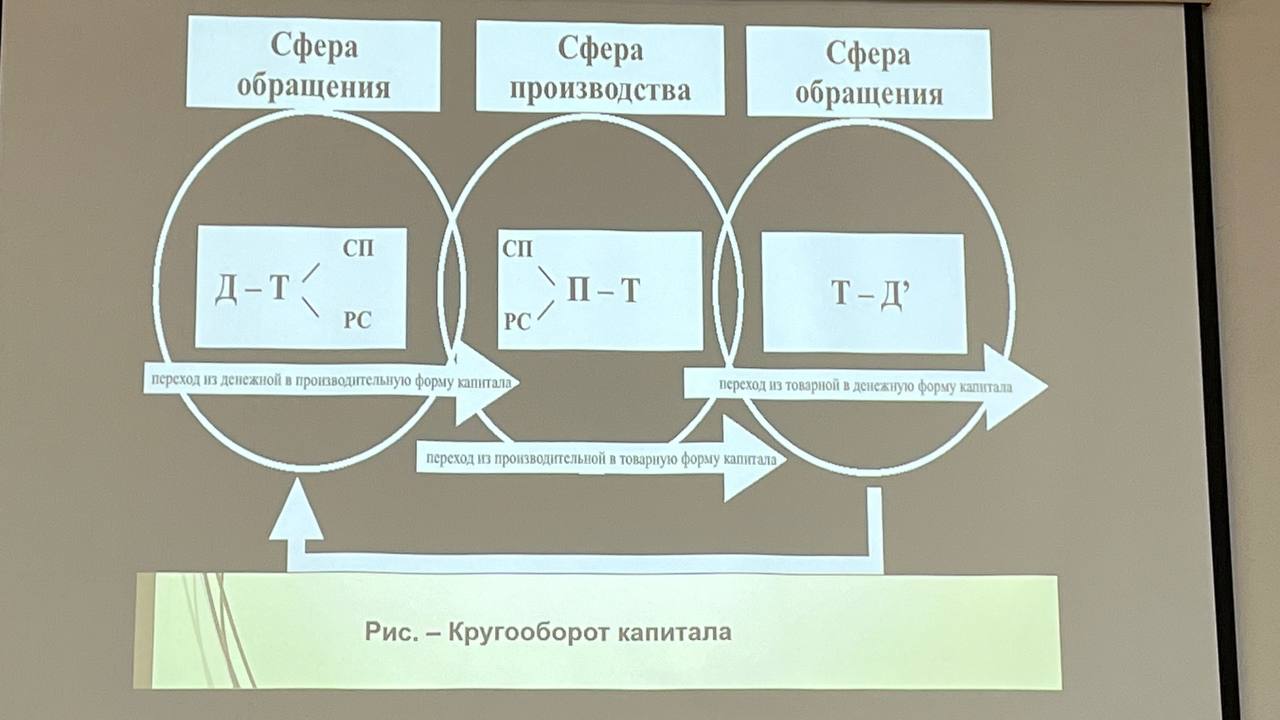 Сфера
обращения
Сфера
производства
Сфера
обращения
СП
Д – Т
РС
СП
П – Т
РС
Т – Д’
переход из денежной в производительную форму капитала
переход из товарной в денежную форму капитала
переход из производительной в товарную форму капитала
Рис. – Кругооборот капитала